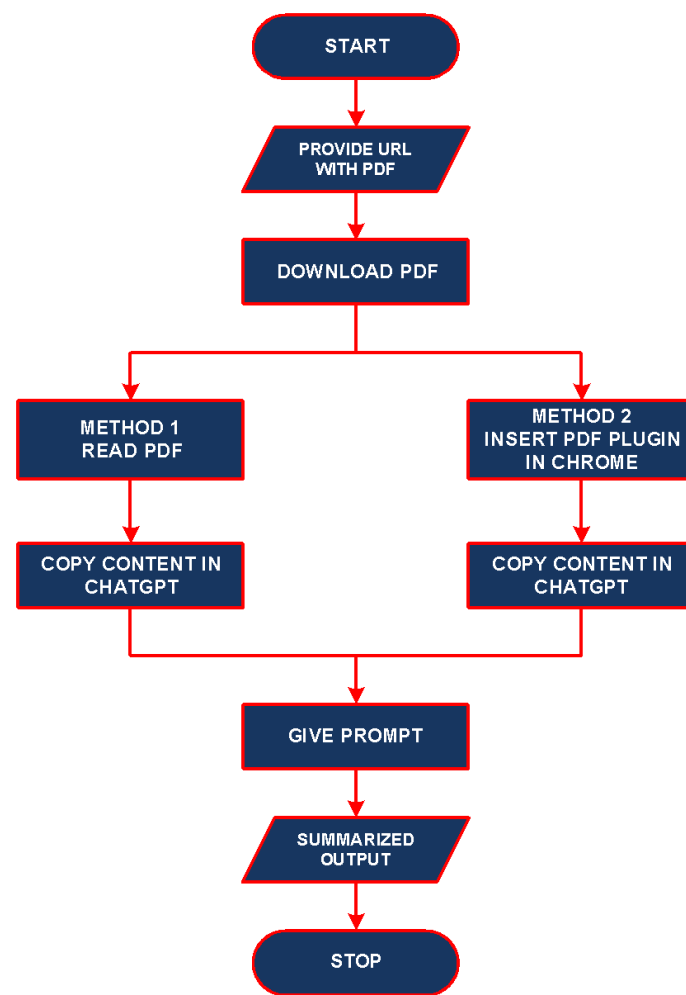 START
PROVIDE URL
WITH PDF
DOWNLOAD PDF
METHOD 1
READ PDF
METHOD 2
INSERT PDF PLUGIN
IN CHROME
COPY CONTENT IN
CHATGPT
COPY CONTENT IN
CHATGPT
GIVE PROMPT
SUMMARIZED
OUTPUT
STOP